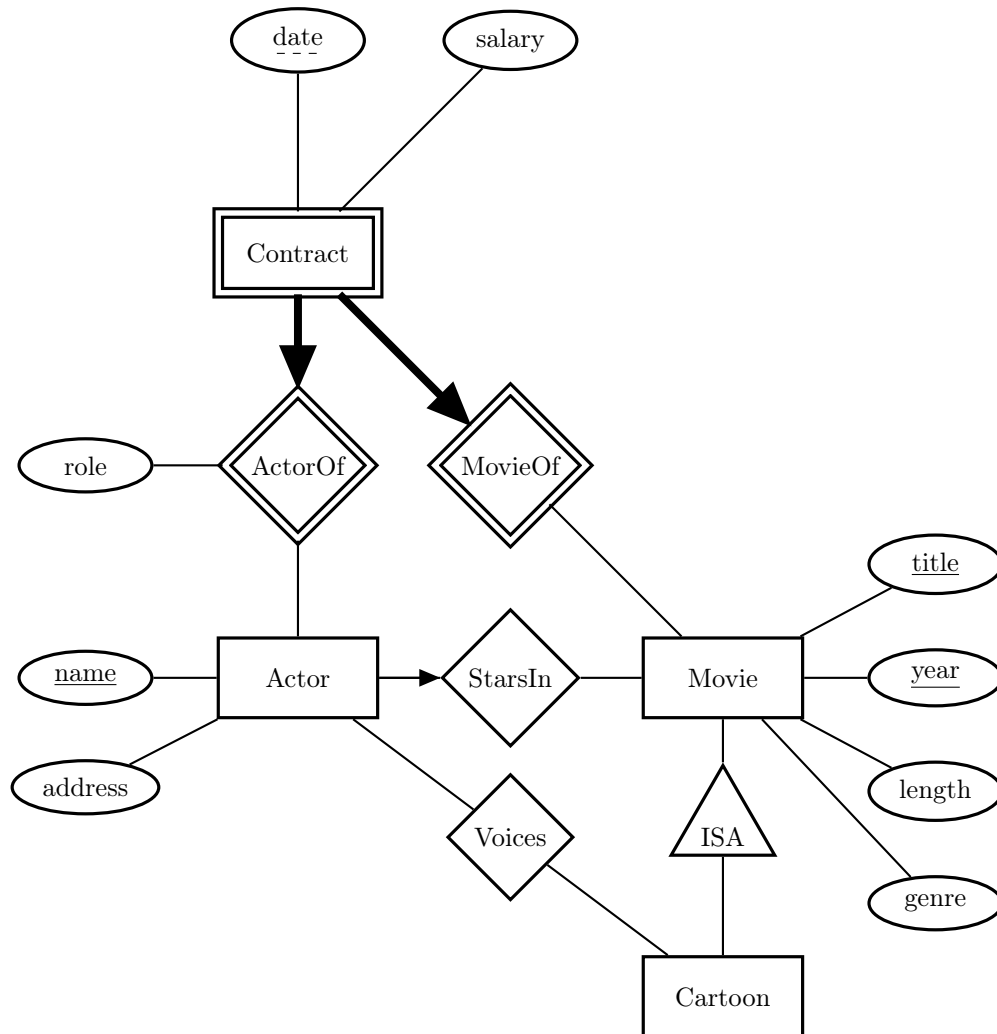 date
salary
Contract
role
ActorOf
MovieOf
title
name
Actor
StarsIn
Movie
year
address
length
Voices
ISA
genre
Cartoon